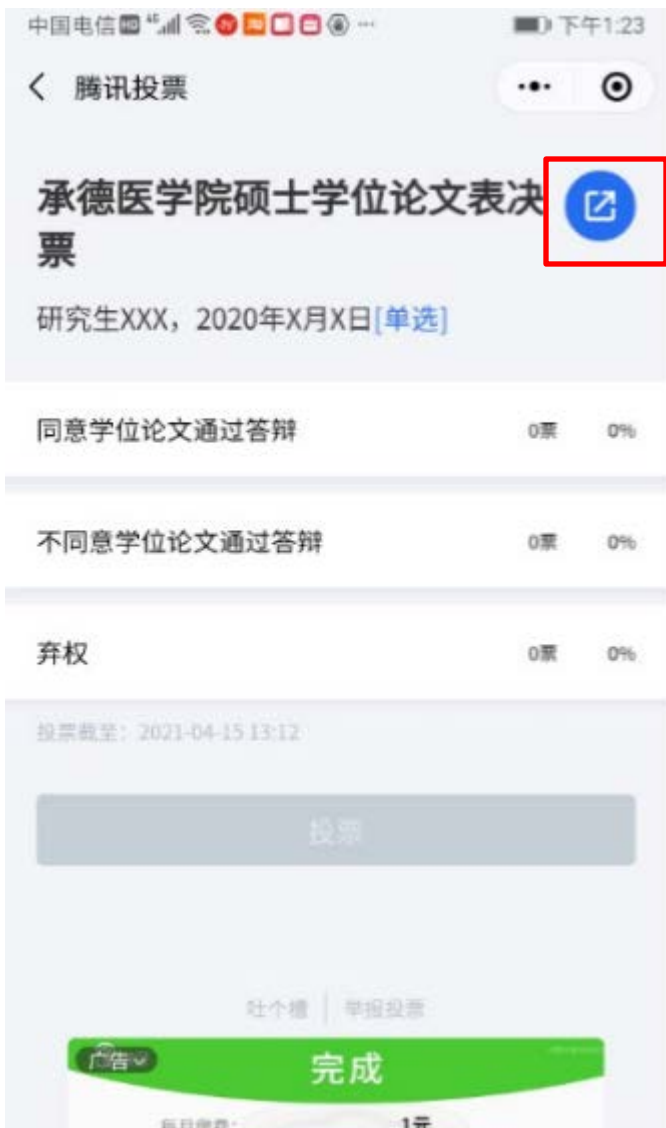 中国电信 HD 46 下午1:23
腾讯投票
承德医学院硕士学位论文表决
票
研究生XXX，2020年X月X日[单选]
同意学位论文通过答辩 0票 0%
不同意学位论文通过答辩 0票 0%
弃权 0票 0%
投票截至：2021-04-15 13:12
投票
吐个槽 | 举报投票
广告
完成
1元